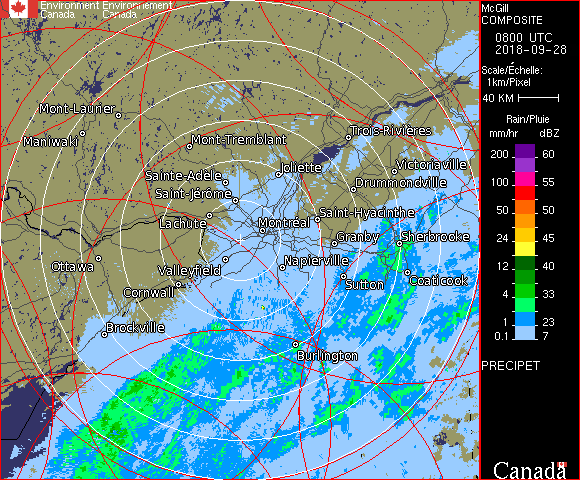 Environment Environnement
Canada Canada
McGill
COMPOSITE
0800 UTC
2018-09-28
Scale/Échelle:
1km/Pixel
40 KM
Rain/Pluie
mm/hr dBZ
200 60
100 55
50 50
24 45
12 40
4 33
1 23
0.1 7
PRECIPET
Canada
Mont-Laurier
Maniwaki
Mont-Tremblant
Trois-Rivières
Sainte-Adèle
Joliette
Victoriaville
Saint-Jérôme
Drummondville
Lachute
Montréal
Saint-Hyacinthe
Granby
Sherbrooke
Ottawa
Valleyfield
Napierville
Cornwall
Sutton
Coaticook
Brockville
Burlington